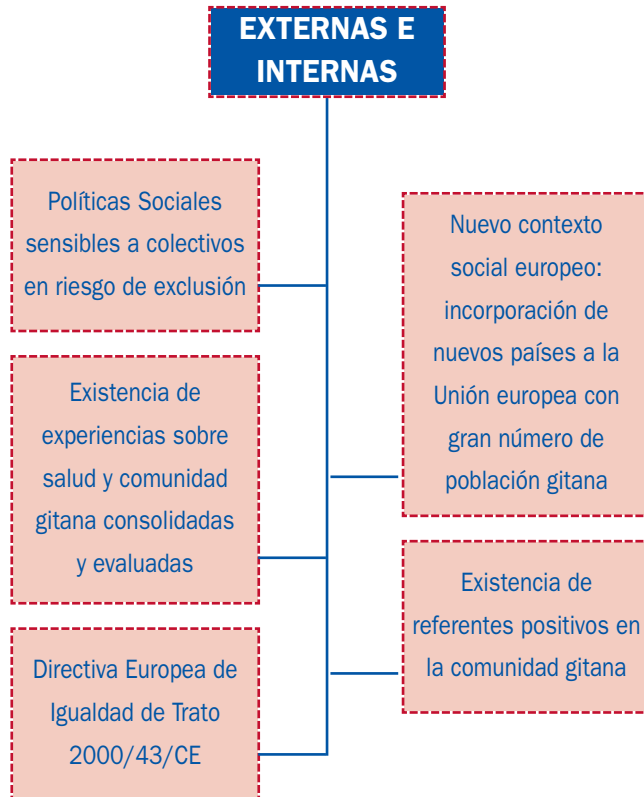 EXTERNAS E
INTERNAS
Políticas Sociales
sensibles a colectivos
en riesgo de exclusión
Existencia de
experiencias sobre
salud y comunidad
gitana consolidadas
y evaluadas
Directiva Europea de
Igualdad de Trato
2000/43/CE
Nuevo contexto
social europeo:
incorporación de
nuevos países a la
Unión europea con
gran número de
población gitana
Existencia de
referentes positivos en
la comunidad gitana